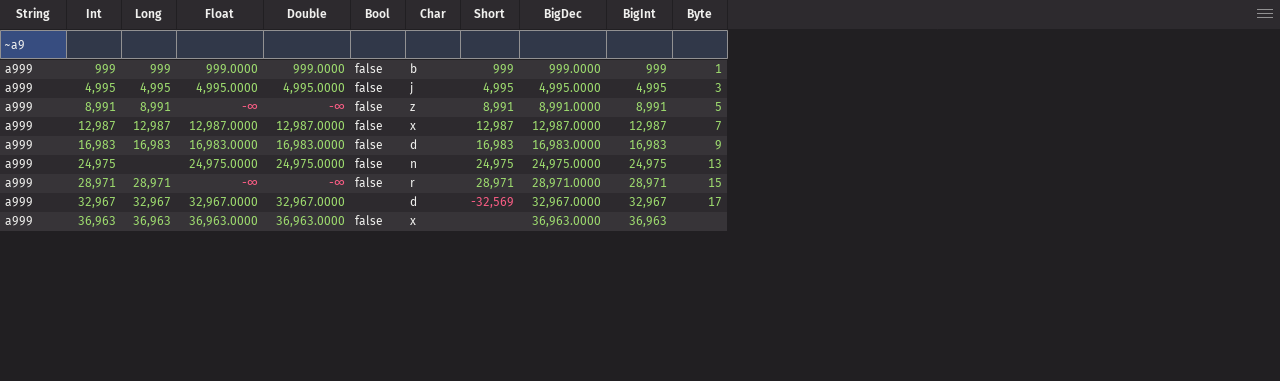 String Int Long Float Double Bool Char Short BigDec BigInt Byte
~a9
a999 999 999 999.0000 999.0000 false b 999 999.0000 999 1
a999 4,995 4,995 4,995.0000 4,995.0000 false j 4,995 4,995.0000 4,995 3
a999 8,991 8,991 -∞ -∞ false z 8,991 8,991.0000 8,991 5
a999 12,987 12,987 12,987.0000 12,987.0000 false x 12,987 12,987.0000 12,987 7
a999 16,983 16,983 16,983.0000 16,983.0000 false d 16,983 16,983.0000 16,983 9
a999 24,975 24,975.0000 24,975.0000 false n 24,975 24,975.0000 24,975 13
a999 28,971 28,971 -∞ -∞ false r 28,971 28,971.0000 28,971 15
a999 32,967 32,967 32,967.0000 32,967.0000 d -32,569 32,967.0000 32,967 17
a999 36,963 36,963 36,963.0000 36,963.0000 false x 36,963.0000 36,963